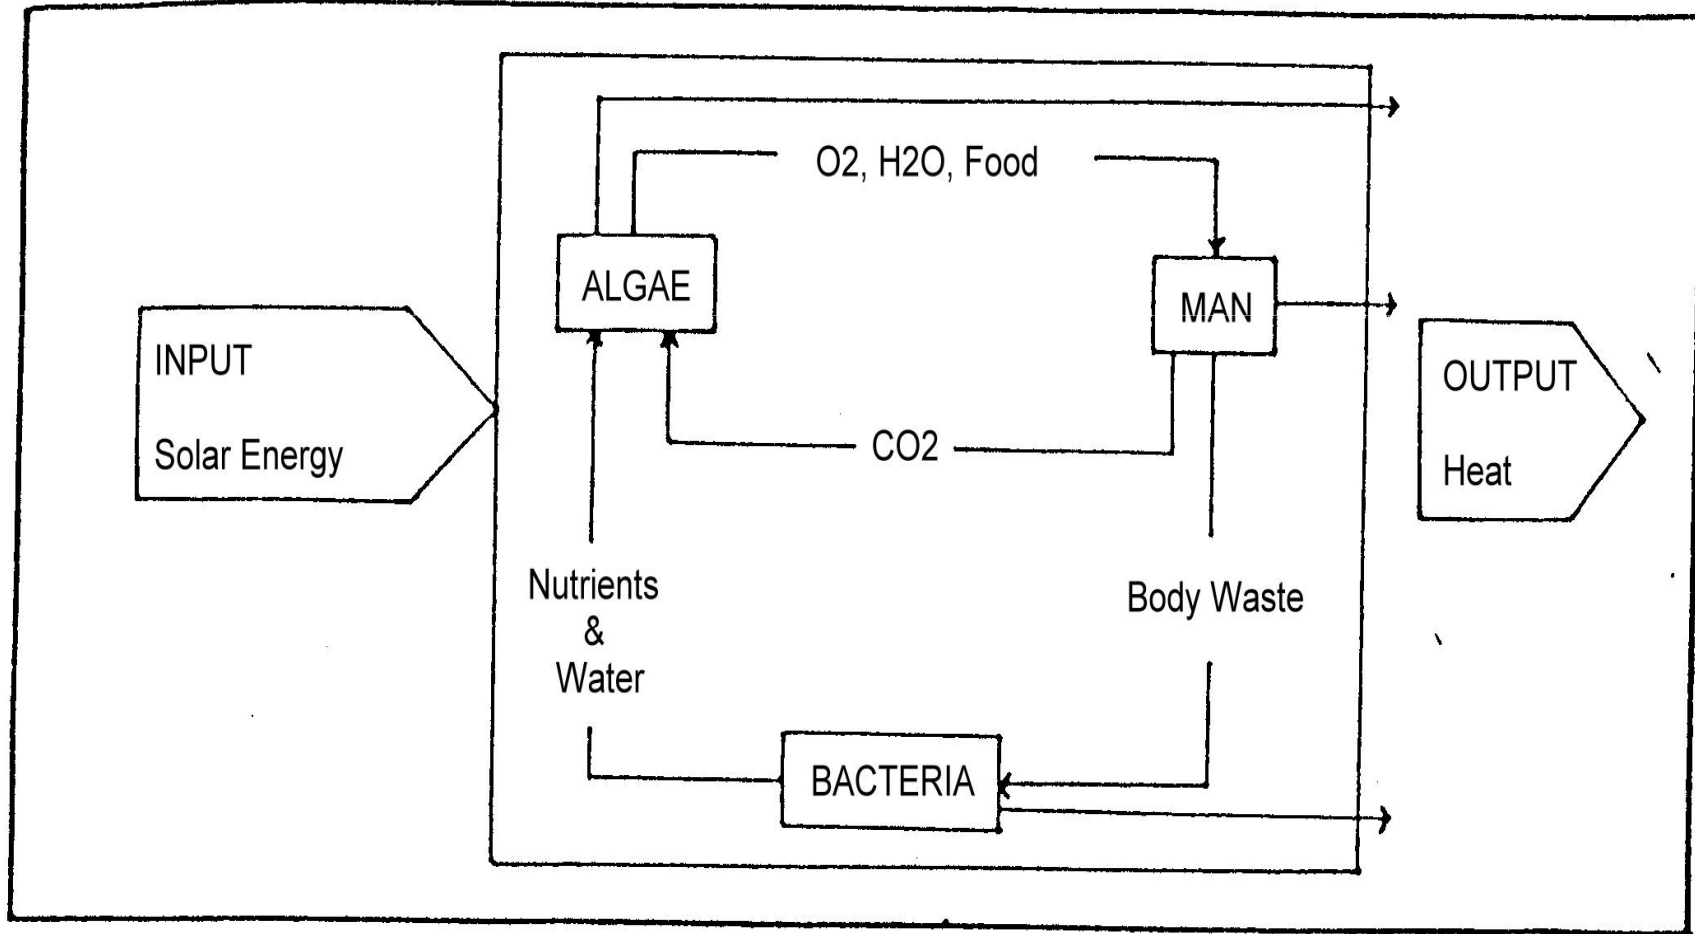 O2, H2O, Food
ALGAE
MAN
INPUT
Solar Energy
OUTPUT
Heat
CO2
Nutrients
&
Water
Body Waste
BACTERIA